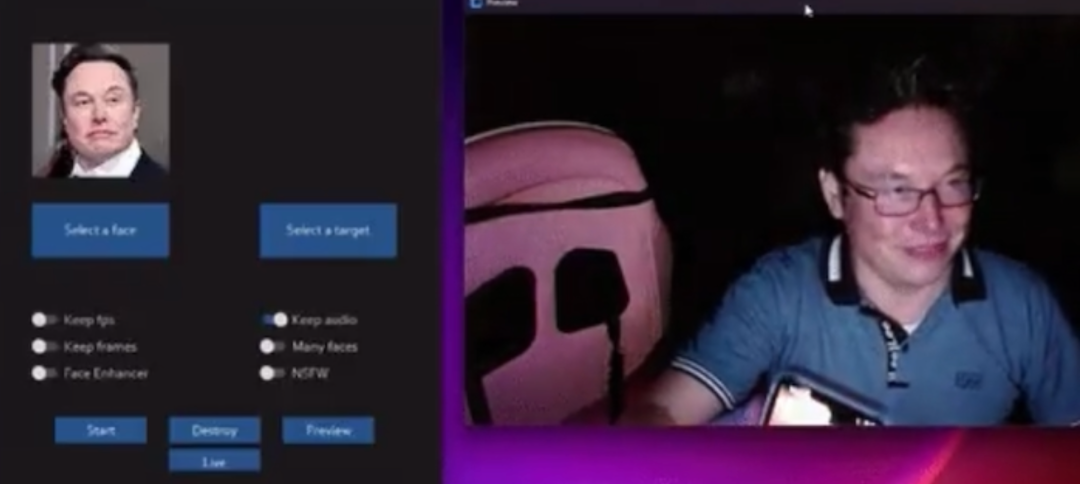 Preview
Select a face
Select a target
Keep fps
Keep audio
Keep frames
Many faces
Face Enhancer
NSFW
Start
Destroy
Preview
Live